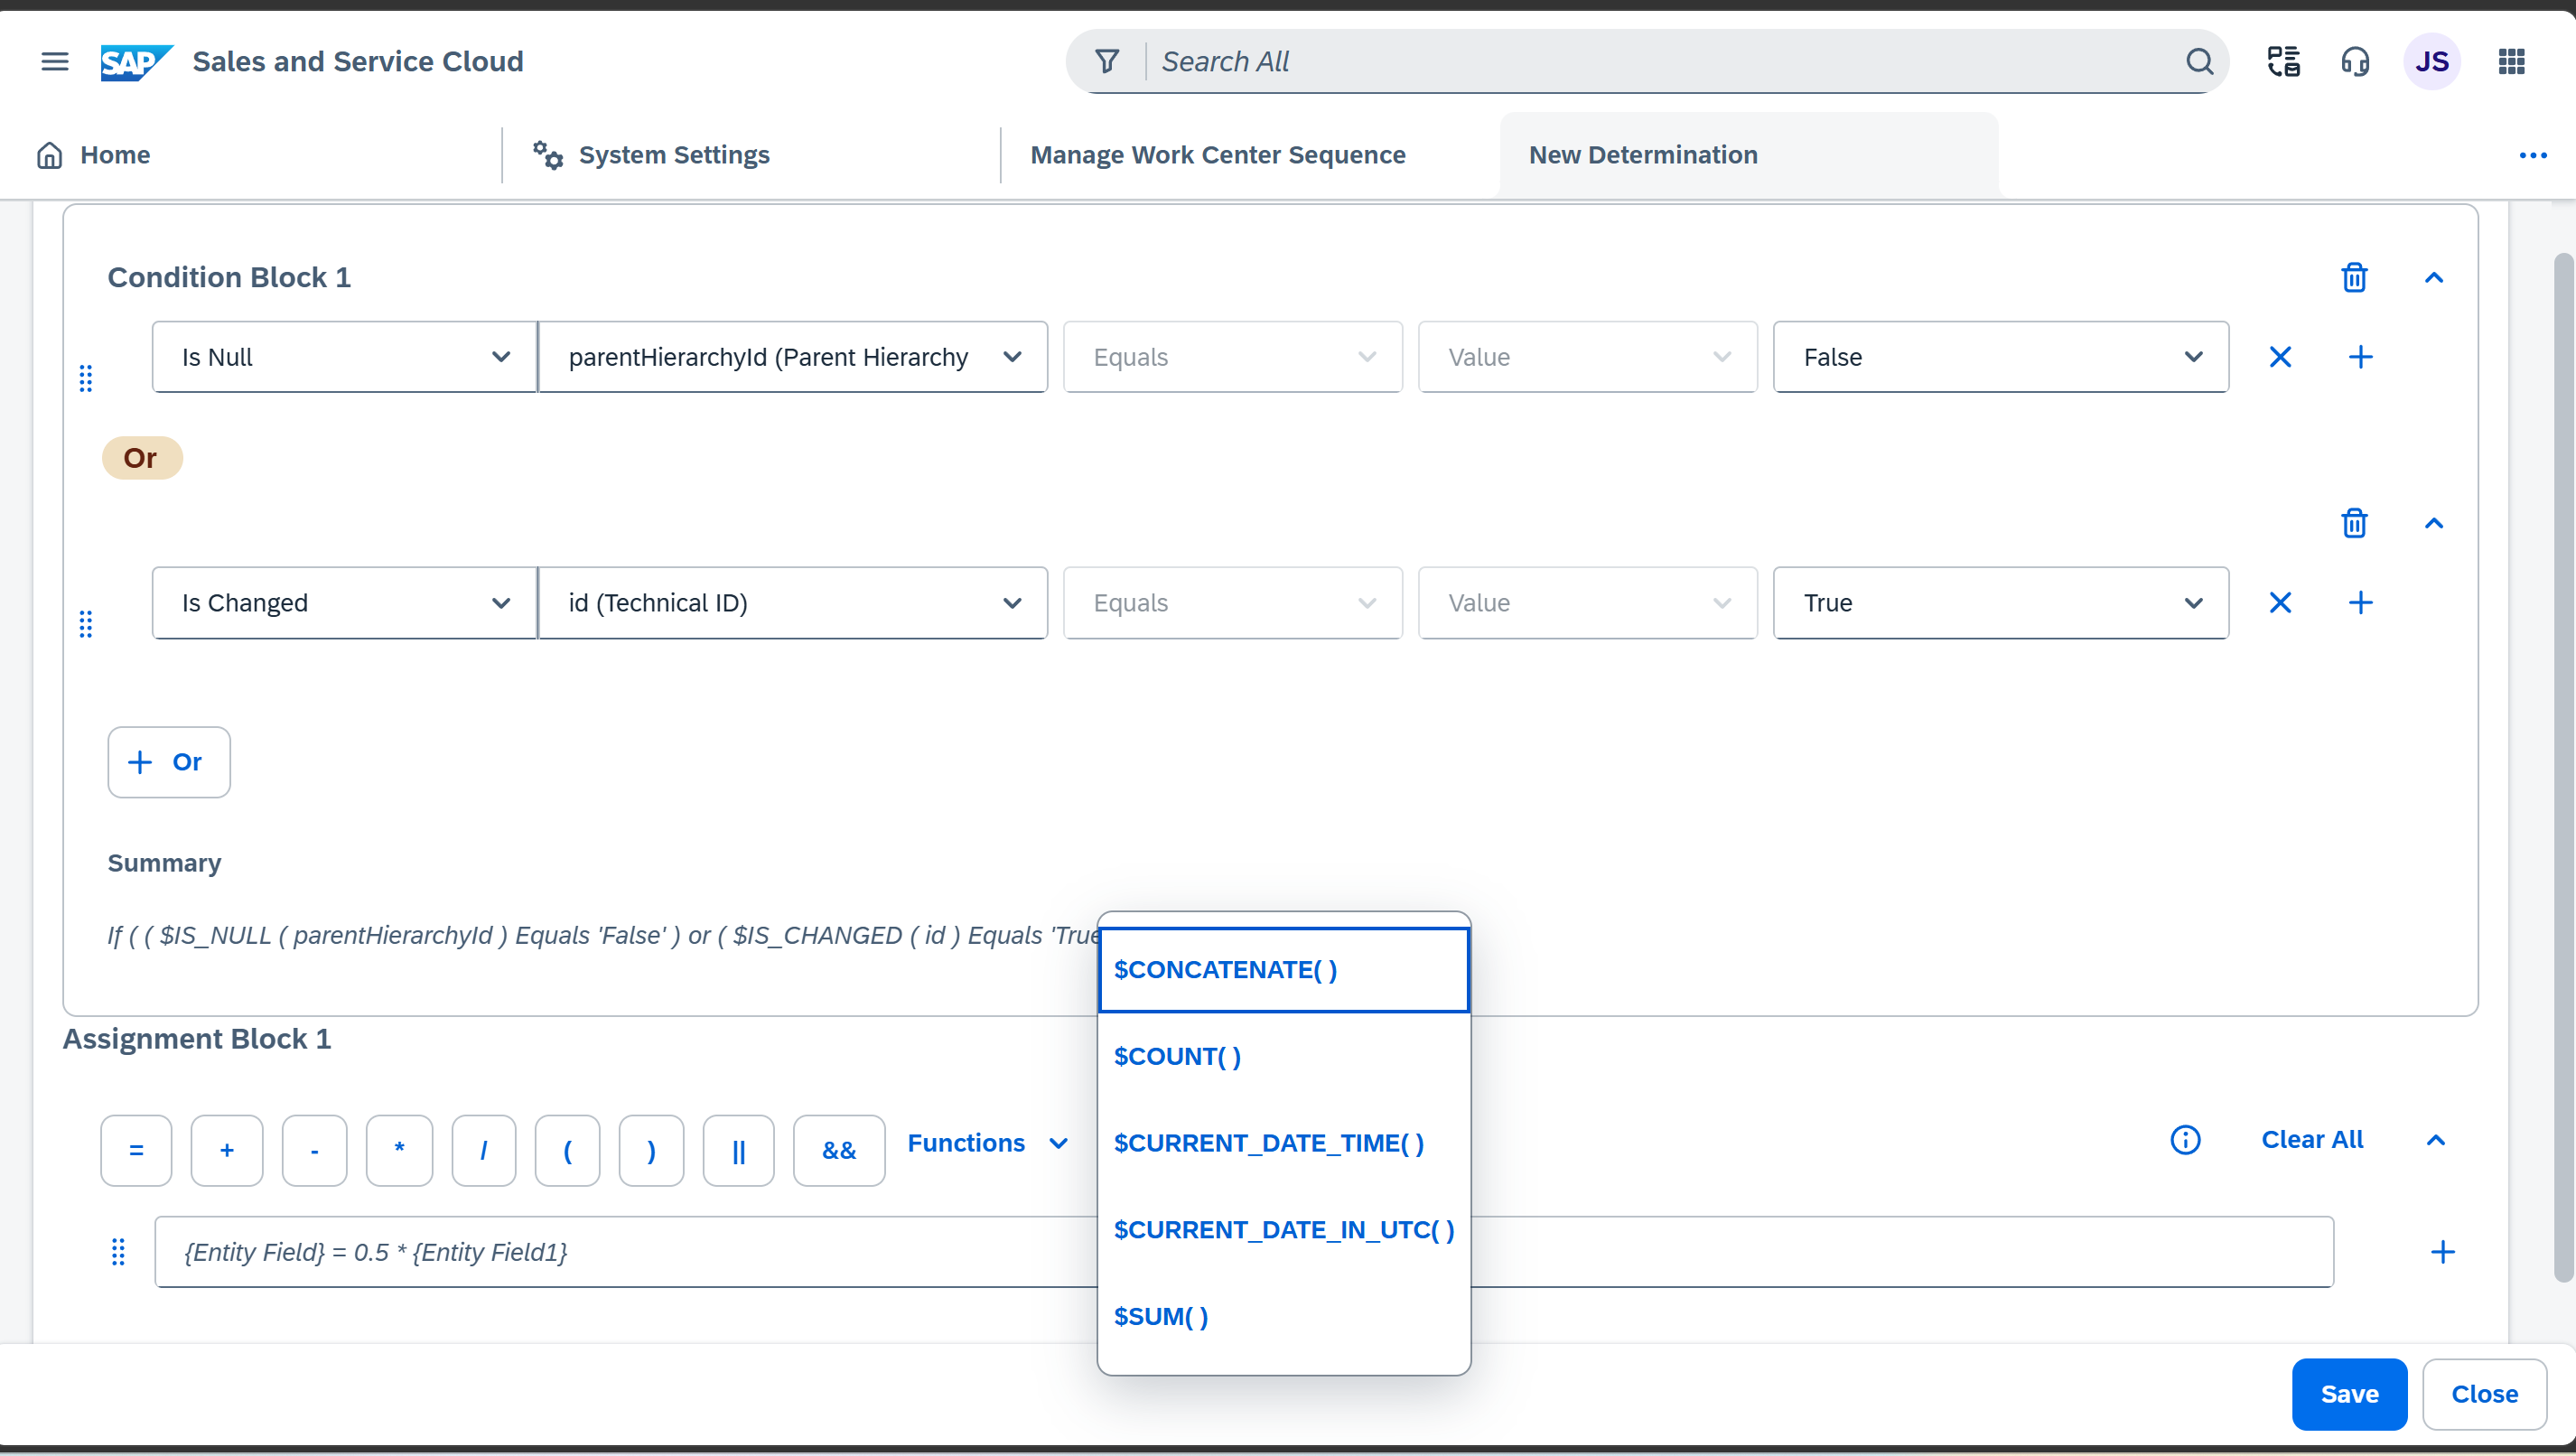 SAP Sales and Service Cloud Search All JS
Home System Settings Manage Work Center Sequence New Determination
Condition Block 1
Is Null parentHierarchyId (Parent Hierarchy Equals Value False
Or
Is Changed id (Technical ID) Equals Value True
Or
Summary
If ( ( $IS_NULL ( parentHierarchyId ) Equals 'False' ) or ( $IS_CHANGED ( id ) Equals 'True
$CONCATENATE( )
Assignment Block 1
$COUNT( )
= + - * / ( ) || && Functions $CURRENT_DATE_TIME( ) Clear All
$CURRENT_DATE_IN_UTC( )
{Entity Field} = 0.5 * {Entity Field1}
$SUM( )
Save Close